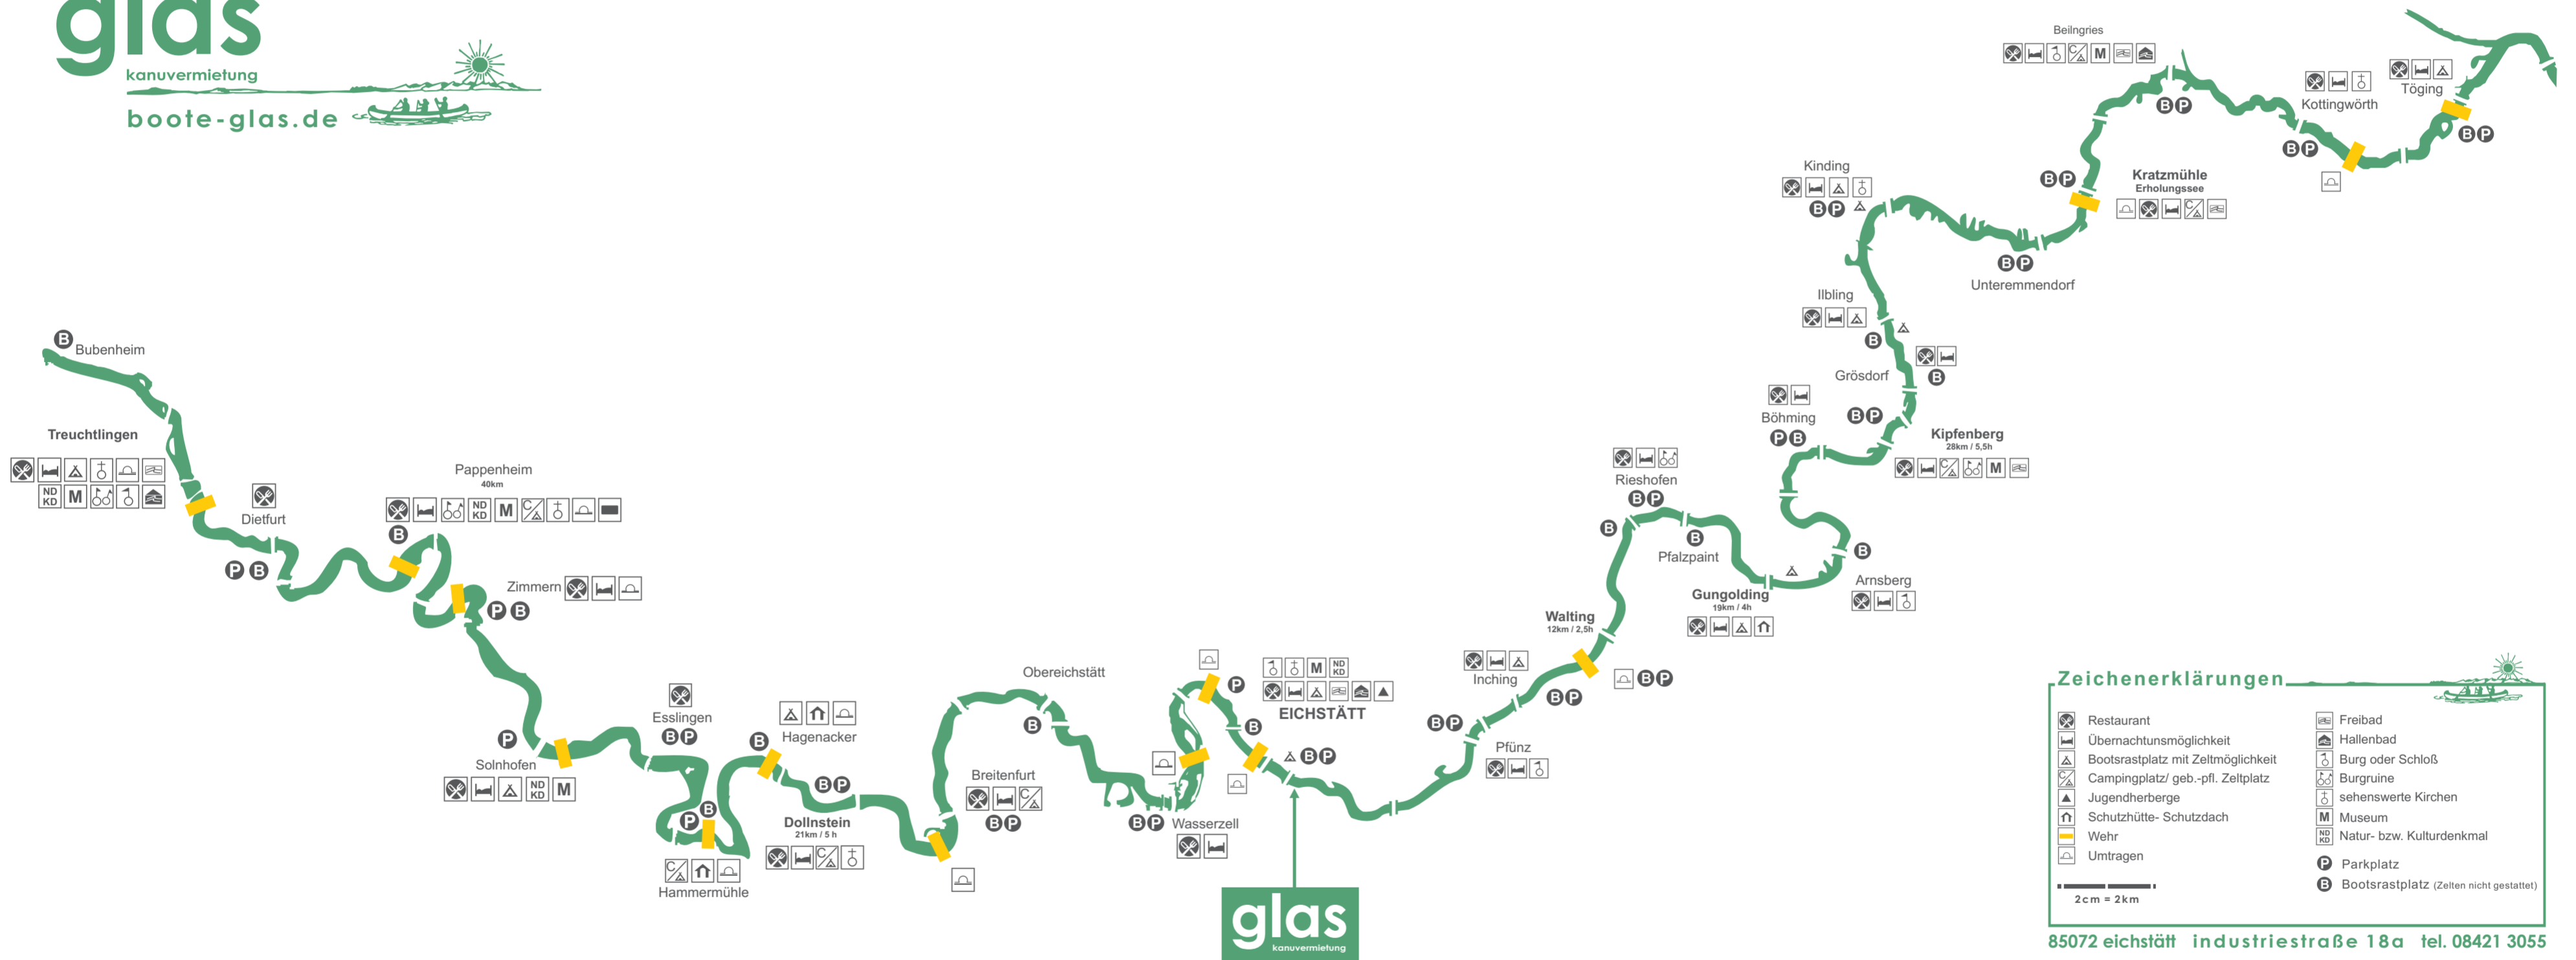 glas
kanuvermietung
boote-glas.de
Beilngries
M
B P
Kottingwörth
B P
Töging
B P
Kinding
B P
B P
Kratzmühle
Erholungssee
C
Unteremmendorf
B P
Ilbling
B
Grösdorf
B
Böhming
P B
B P
Kipfenberg
28km / 5,5h
C M
B
Bubenheim
Treuchtlingen
ND
KD
M
Dietfurt
P B
Pappenheim
40km
ND
KD
M C
B
Zimmern
P B
Rieshofen
B P
B
B
Pfalzpaint
Gungolding
19km / 4h
B
Arnsberg
Walting
12km / 2,5h
B P
Inching
B P
B P
Pfünz
P
Solnhofen
ND
KD
M
Esslingen
B P
Hagenacker
B
B P
P B
C
Hammermühle
Dollnstein
21km / 5 h
C
Breitenfurt
C
B P
Obereichstätt
B
B P
Wasserzell
P
M
ND
KD
EICHSTÄTT
B
B P
glas
kanuvermietung
Zeichenerklärungen
Restaurant
Übernachtunsmöglichkeit
Bootsrastplatz mit Zeltmöglichkeit
C Campingplatz/ geb.-pfl. Zeltplatz
Jugendherberge
Schutzhütte- Schutzdach
Wehr
Umtragen
2cm = 2km
Freibad
Hallenbad
Burg oder Schloß
Burgruine
sehenswerte Kirchen
M Museum
ND
KD
Natur- bzw. Kulturdenkmal
P Parkplatz
B Bootsrastplatz (Zelten nicht gestattet)
85072 eichstätt industriestraße 18a tel. 08421 3055